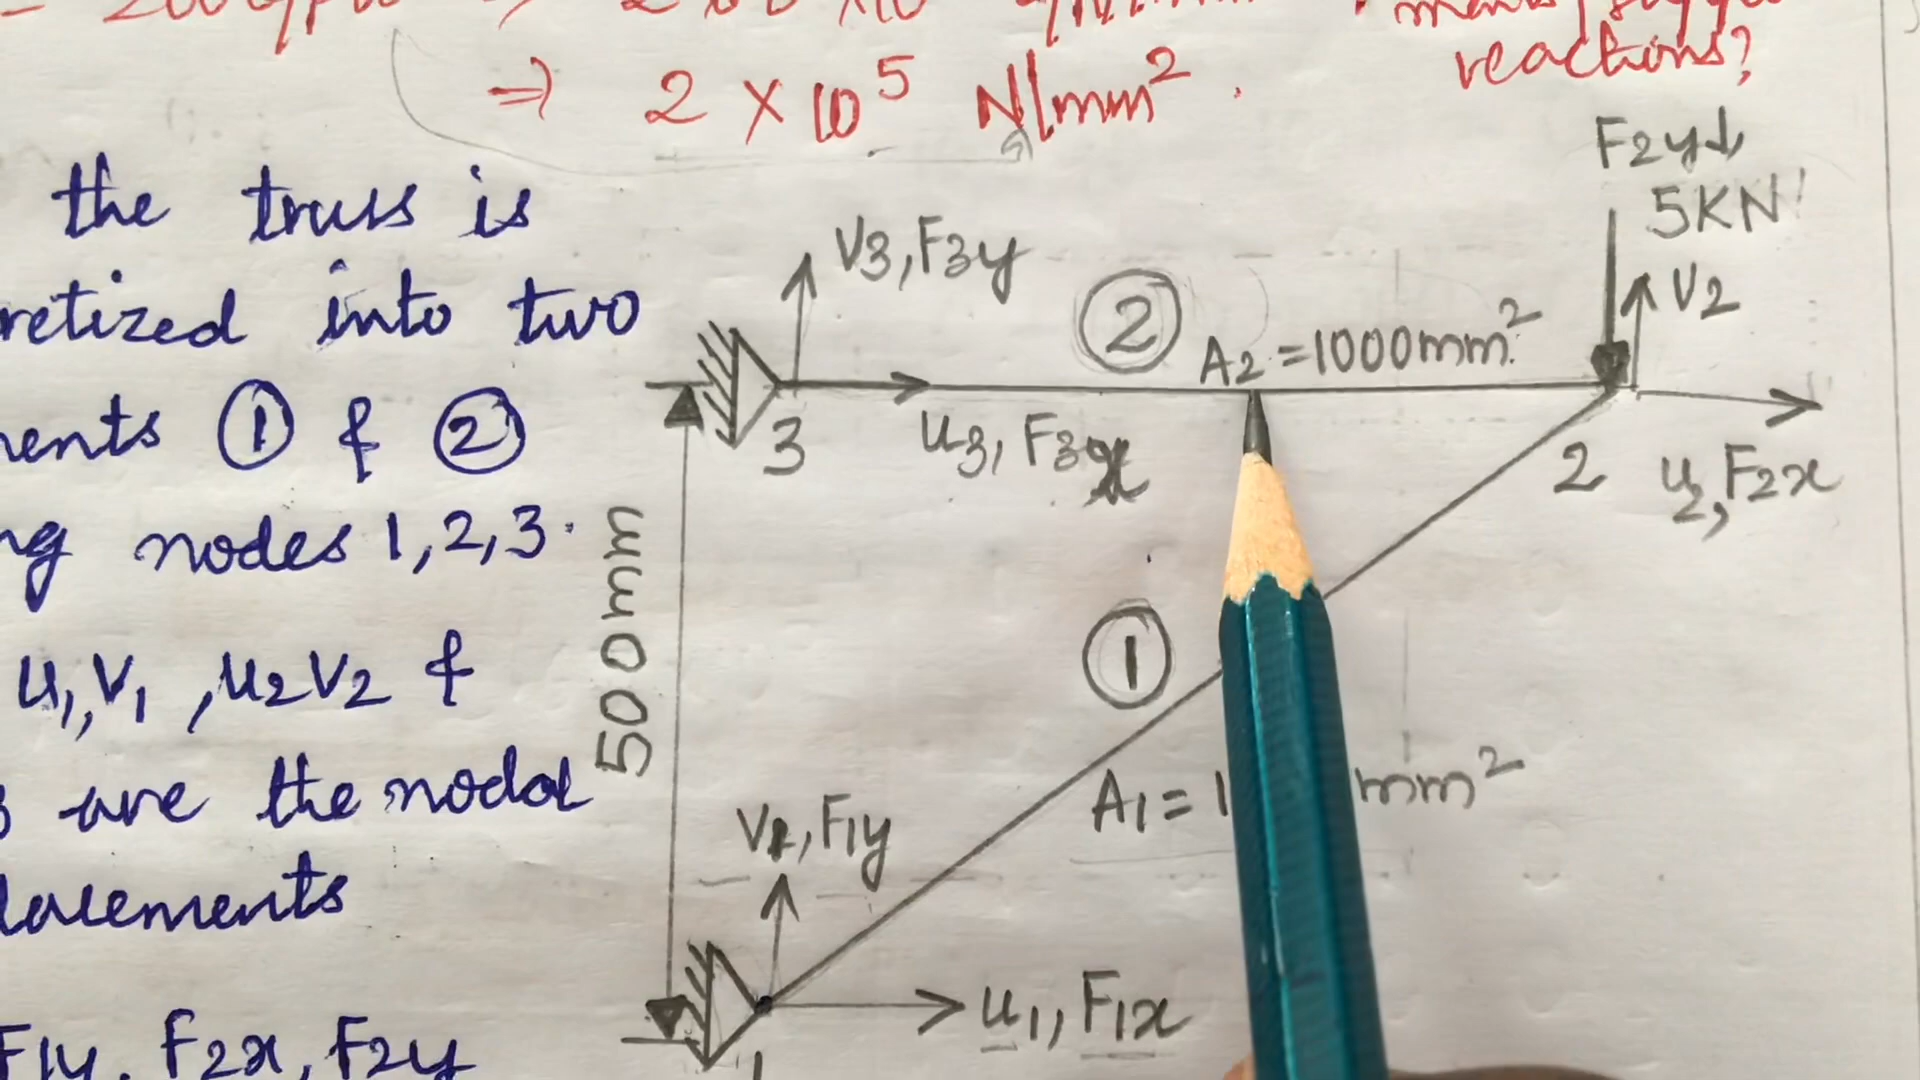 ⇒ 2 X 10⁵ N/mm²
reactions?
the truss is
retized into two
ments ① & ②
ng nodes 1,2,3.
u1,V1, u2V2 &
are the nodal
lacements
F1y, F2x, F2y
F2y↓
5KN
V2
V3,F3y
②
A2=1000mm²
3
u3, F3x
2
u2,F2x
500mm
①
A1=1
mm²
V1,F1y
u1, F1x
1